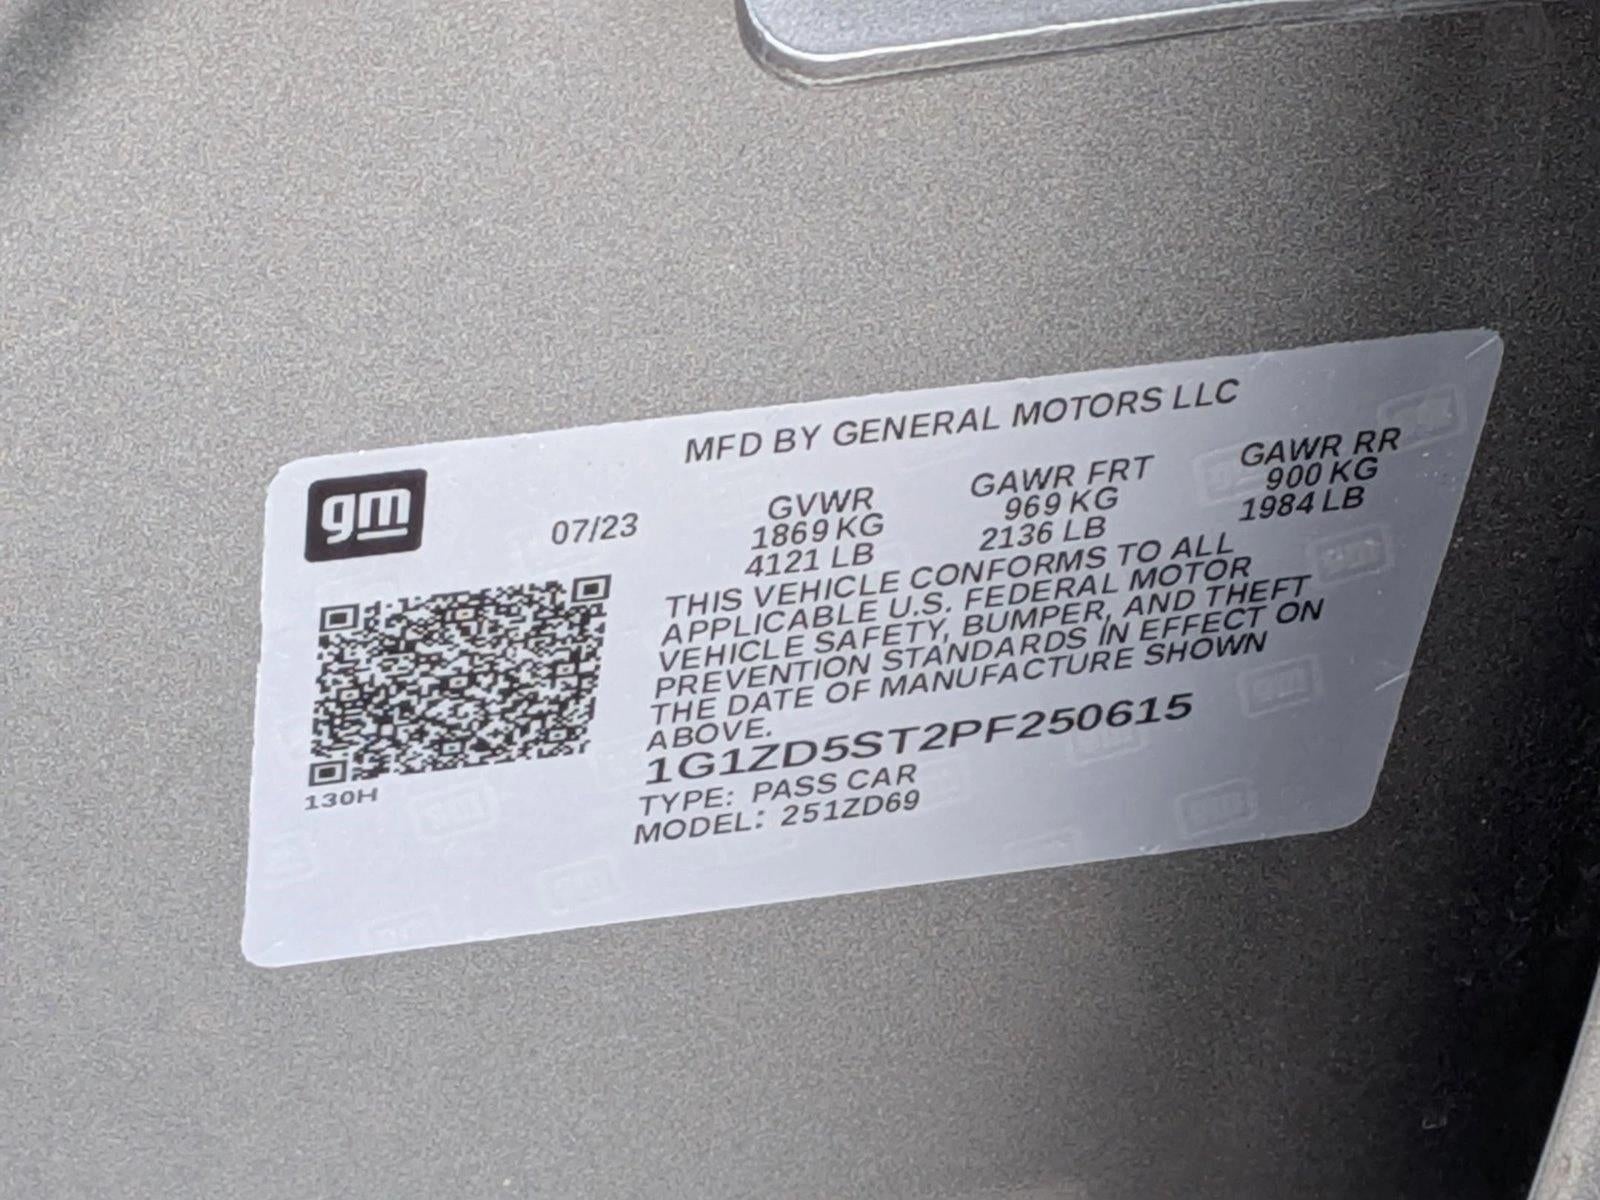 MFD BY GENERAL MOTORS LLC
gm
07/23
GVWR
1869 KG
4121 LB
GAWR FRT
969 KG
2136 LB
GAWR RR
900 KG
1984 LB
THIS VEHICLE CONFORMS TO ALL
APPLICABLE U.S. FEDERAL MOTOR
VEHICLE SAFETY, BUMPER, AND THEFT
PREVENTION STANDARDS IN EFFECT ON
THE DATE OF MANUFACTURE SHOWN
ABOVE.
1G1ZD5ST2PF250615
TYPE: PASS CAR
MODEL: 251ZD69
130H